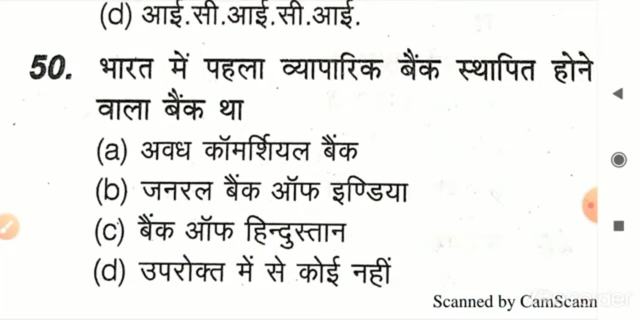 (d) आई.सी.आई.सी.आई.
50. भारत में पहला व्यापारिक बैंक स्थापित होने
वाला बैंक था
(a) अवध कॉमर्शियल बैंक
(b) जनरल बैंक ऑफ इण्डिया
(c) बैंक ऑफ हिन्दुस्तान
(d) उपरोक्त में से कोई नहीं
Scanned by CamScann